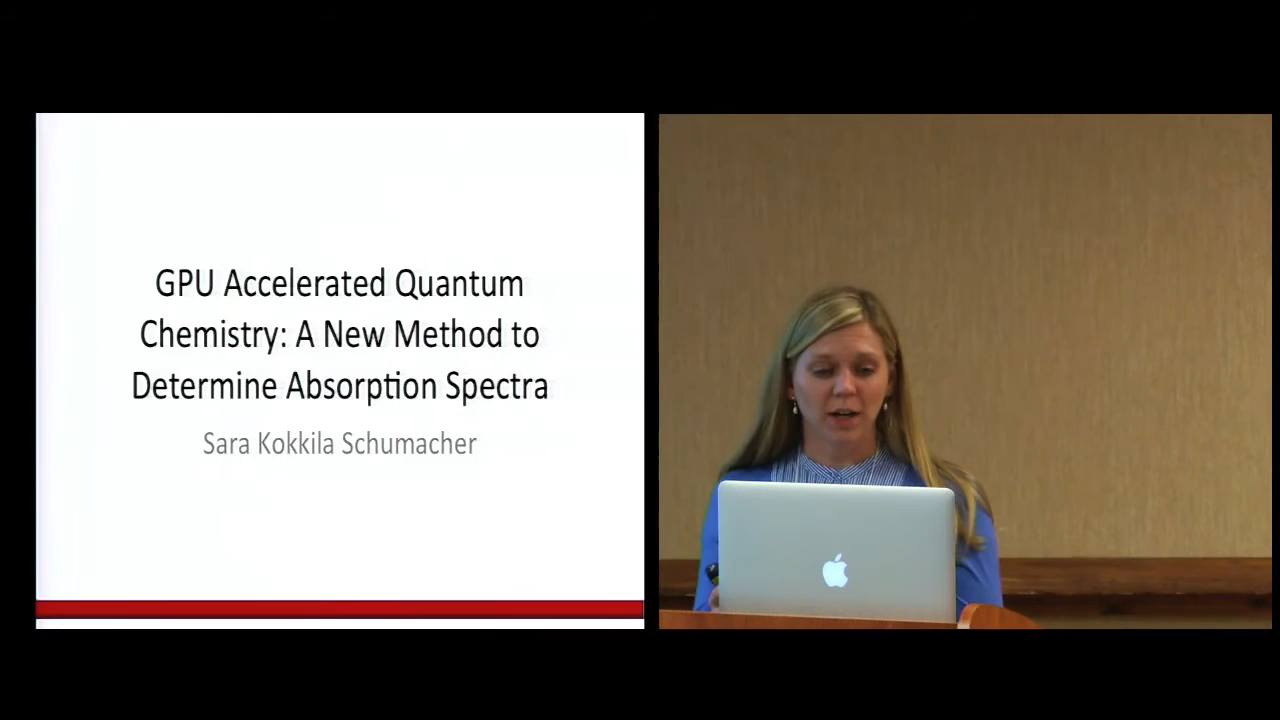 GPU Accelerated Quantum
Chemistry: A New Method to
Determine Absorption Spectra
Sara Kokkila Schumacher